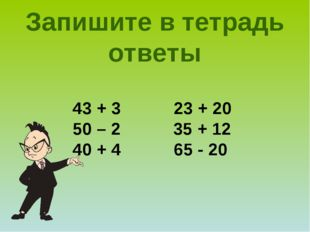 Запишите в тетрадь
ответы
43 + 3 23 + 20
50 – 2 35 + 12
40 + 4 65 - 20